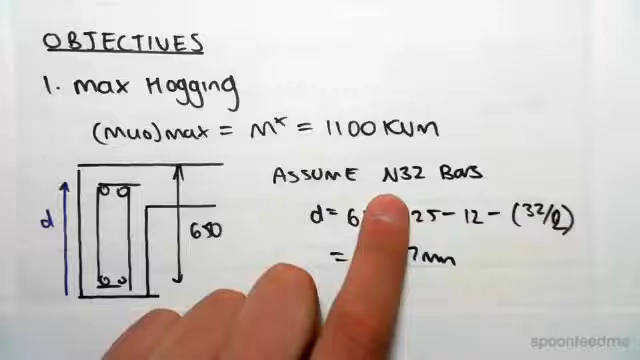 OBJECTIVES
1. max Hogging
(Muo)max = M* = 1100 KNm
ASSUME N32 Bars
d = 6 25 - 12 - (32/2)
d
650
= 7mm
spoonfeedme